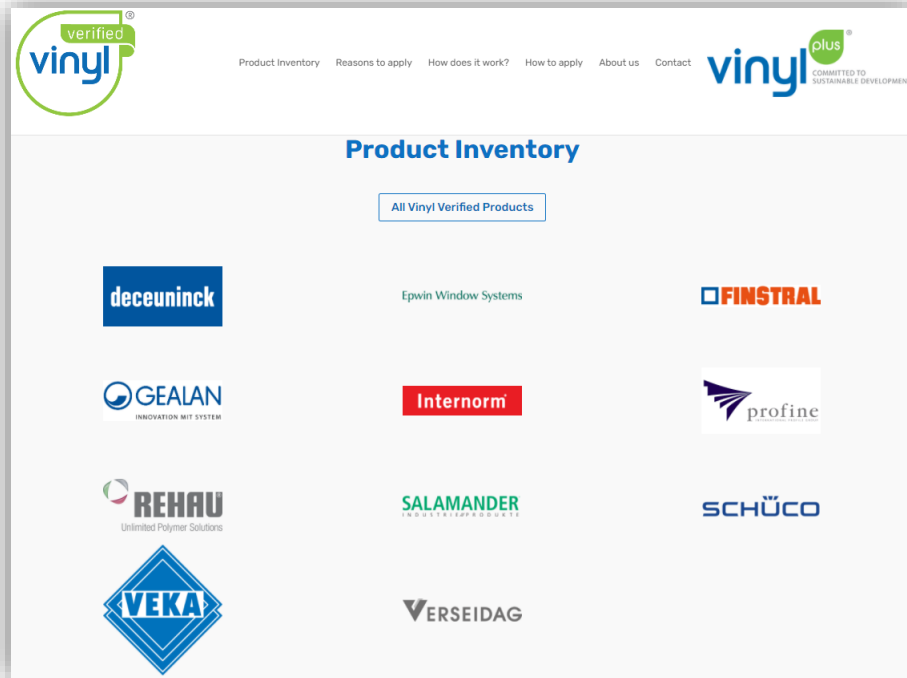 verified
vinyl
®
Product Inventory
Reasons to apply
How does it work?
How to apply
About us
Contact
vinyl
plus
®
COMMITTED TO
SUSTAINABLE DEVELOPMEN
Product Inventory
All Vinyl Verified Products
deceuninck
Epwin Window Systems
FINSTRAL
GEALAN
INNOVATION MIT SYSTEM
Internorm
profine
REHAU
Unlimited Polymer Solutions
SALAMANDER
INDUSTRIEPRODUKTE
SCHÜCO
VEKA
VERSEIDAG